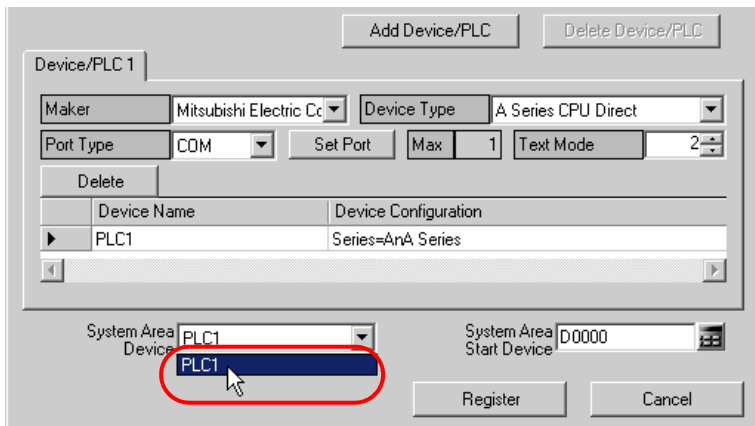 Add Device/PLC Delete Device/PLC
Device/PLC 1
Maker Mitsubishi Electric Co Device Type A Series CPU Direct
Port Type COM Set Port Max 1 Text Mode 2
Delete
Device Name Device Configuration
PLC1 Series=AnA Series
System Area Device PLC1 System Area Start Device D0000
PLC1
Register Cancel